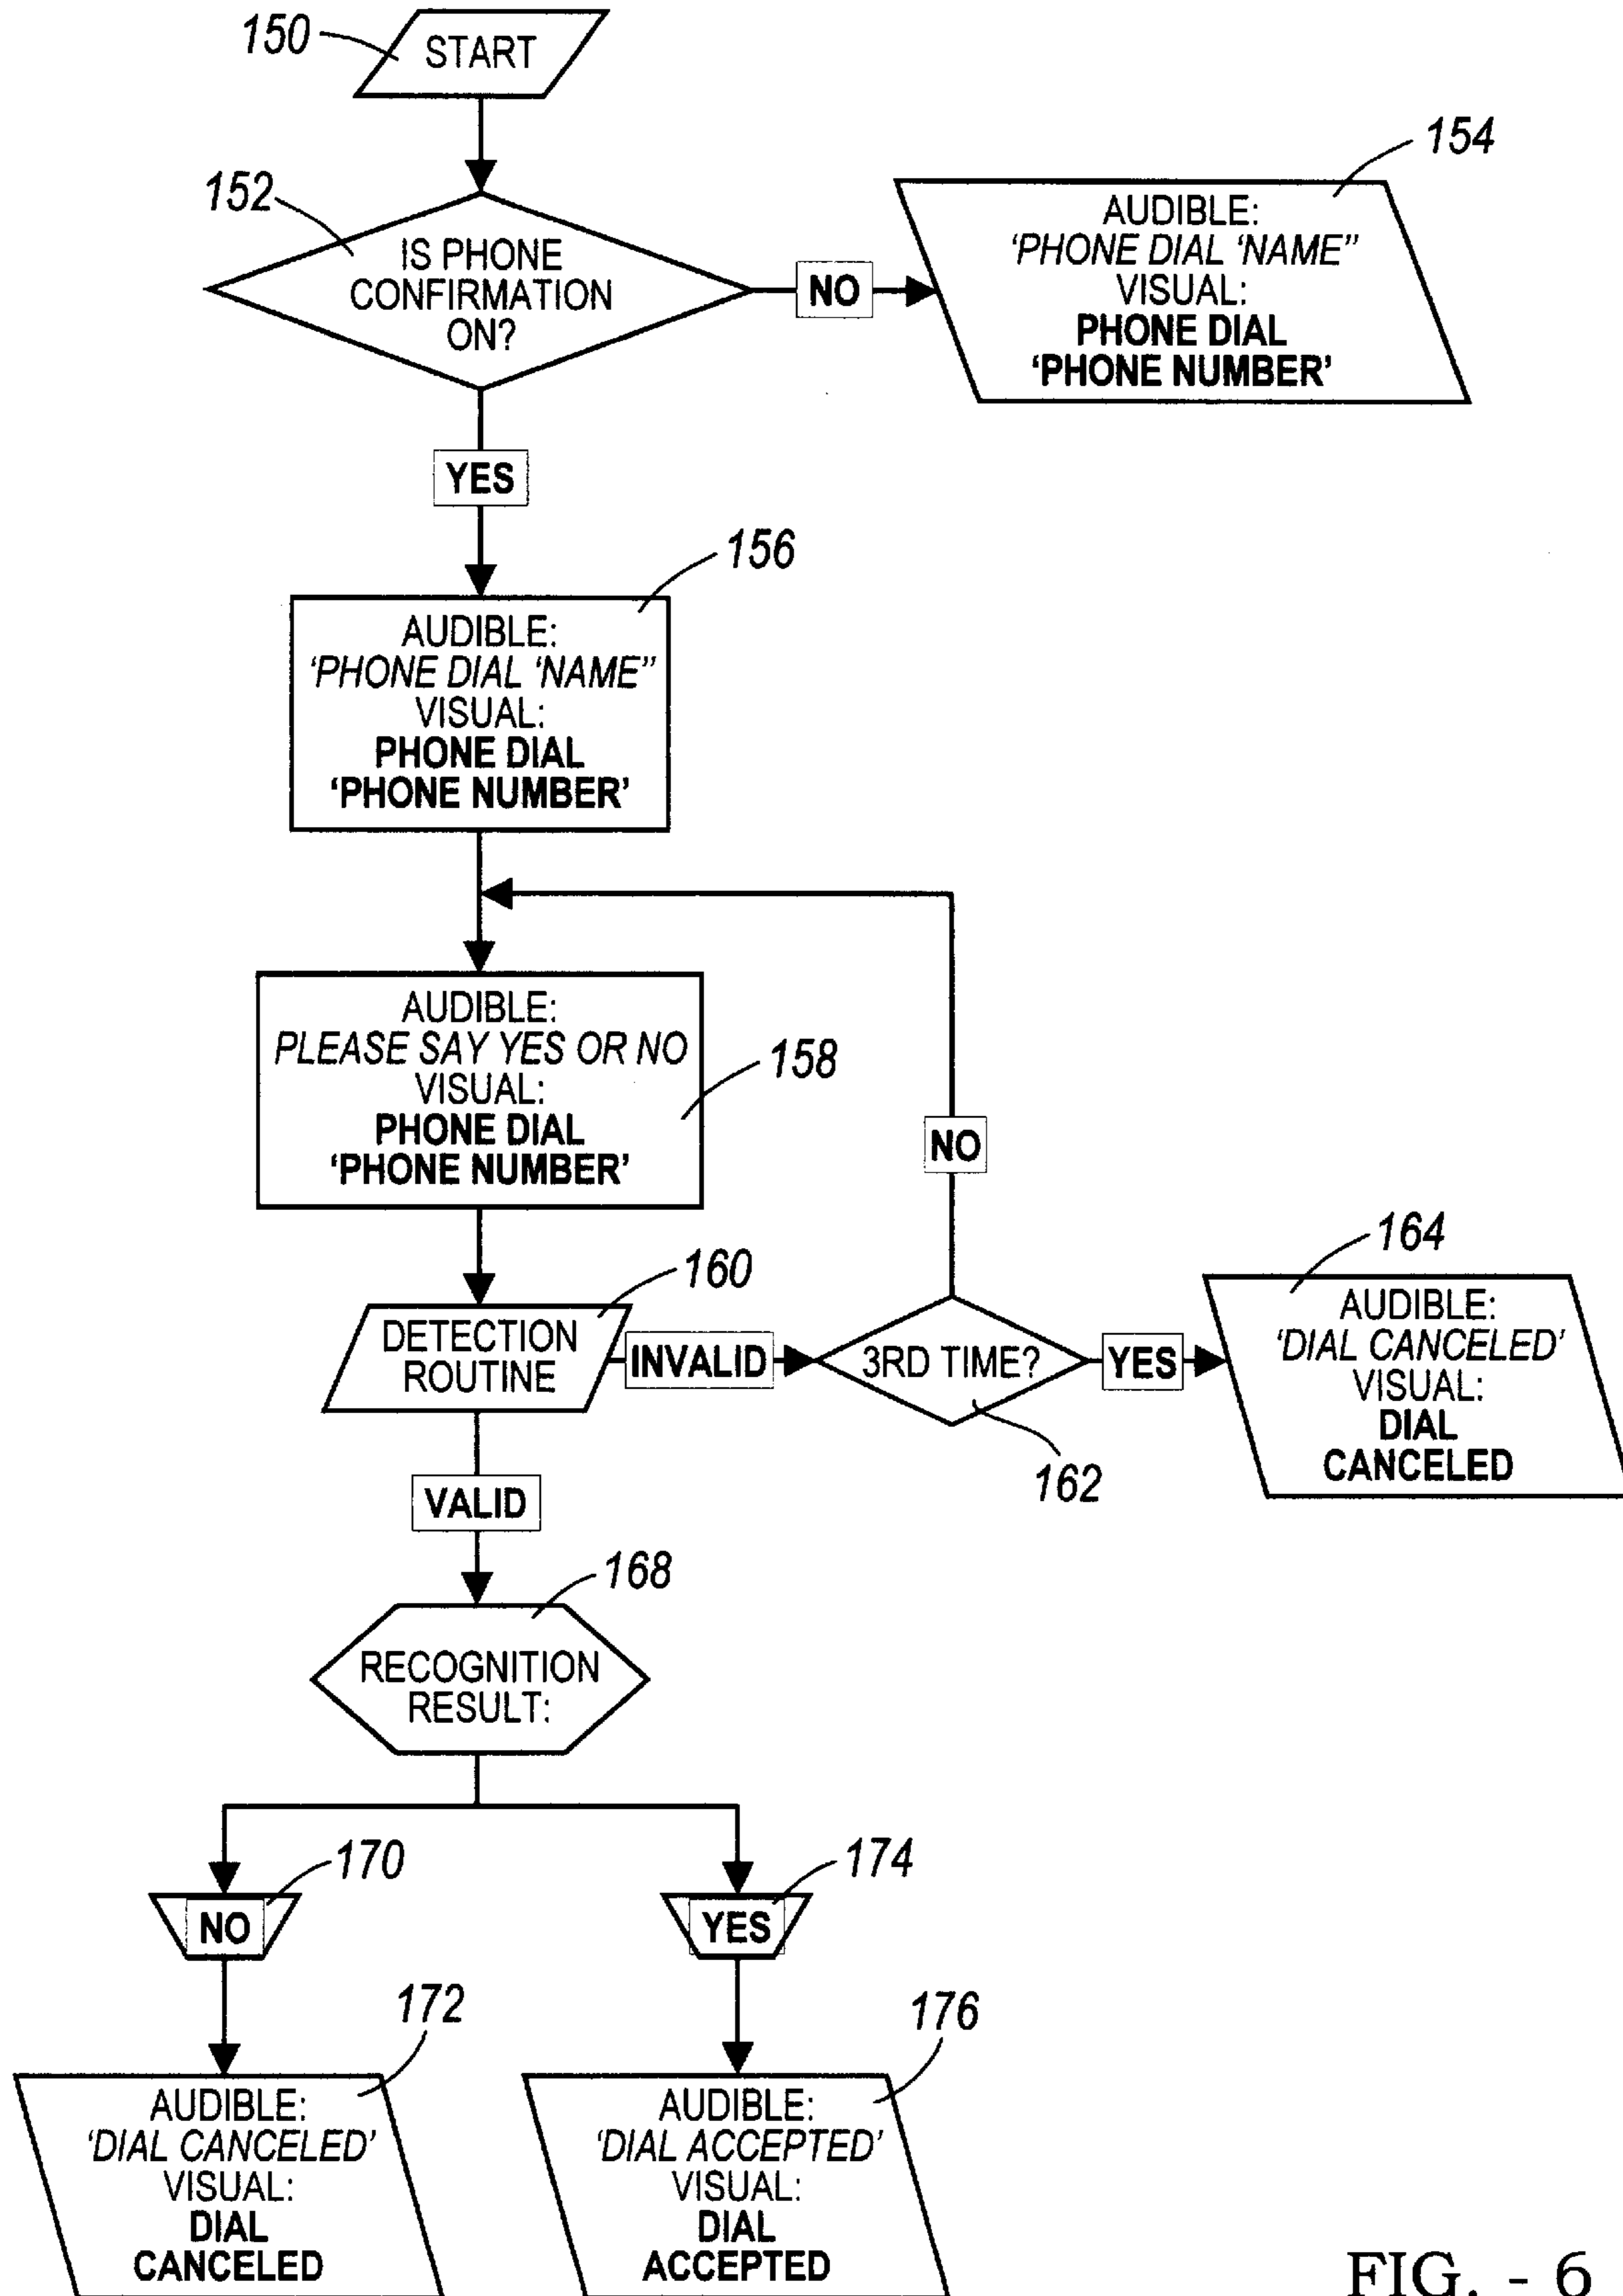 150
START
152
IS PHONE
CONFIRMATION
ON?
NO
154
AUDIBLE:
'PHONE DIAL 'NAME''
VISUAL:
PHONE DIAL
'PHONE NUMBER'
YES
156
AUDIBLE:
'PHONE DIAL 'NAME''
VISUAL:
PHONE DIAL
'PHONE NUMBER'
AUDIBLE:
PLEASE SAY YES OR NO
VISUAL:
PHONE DIAL
'PHONE NUMBER'
158
NO
160
DETECTION
ROUTINE
INVALID
3RD TIME?
162
YES
164
AUDIBLE:
'DIAL CANCELED'
VISUAL:
DIAL
CANCELED
VALID
168
RECOGNITION
RESULT:
170
NO
174
YES
172
AUDIBLE:
'DIAL CANCELED'
VISUAL:
DIAL
CANCELED
176
AUDIBLE:
'DIAL ACCEPTED'
VISUAL:
DIAL
ACCEPTED
FIG. - 6